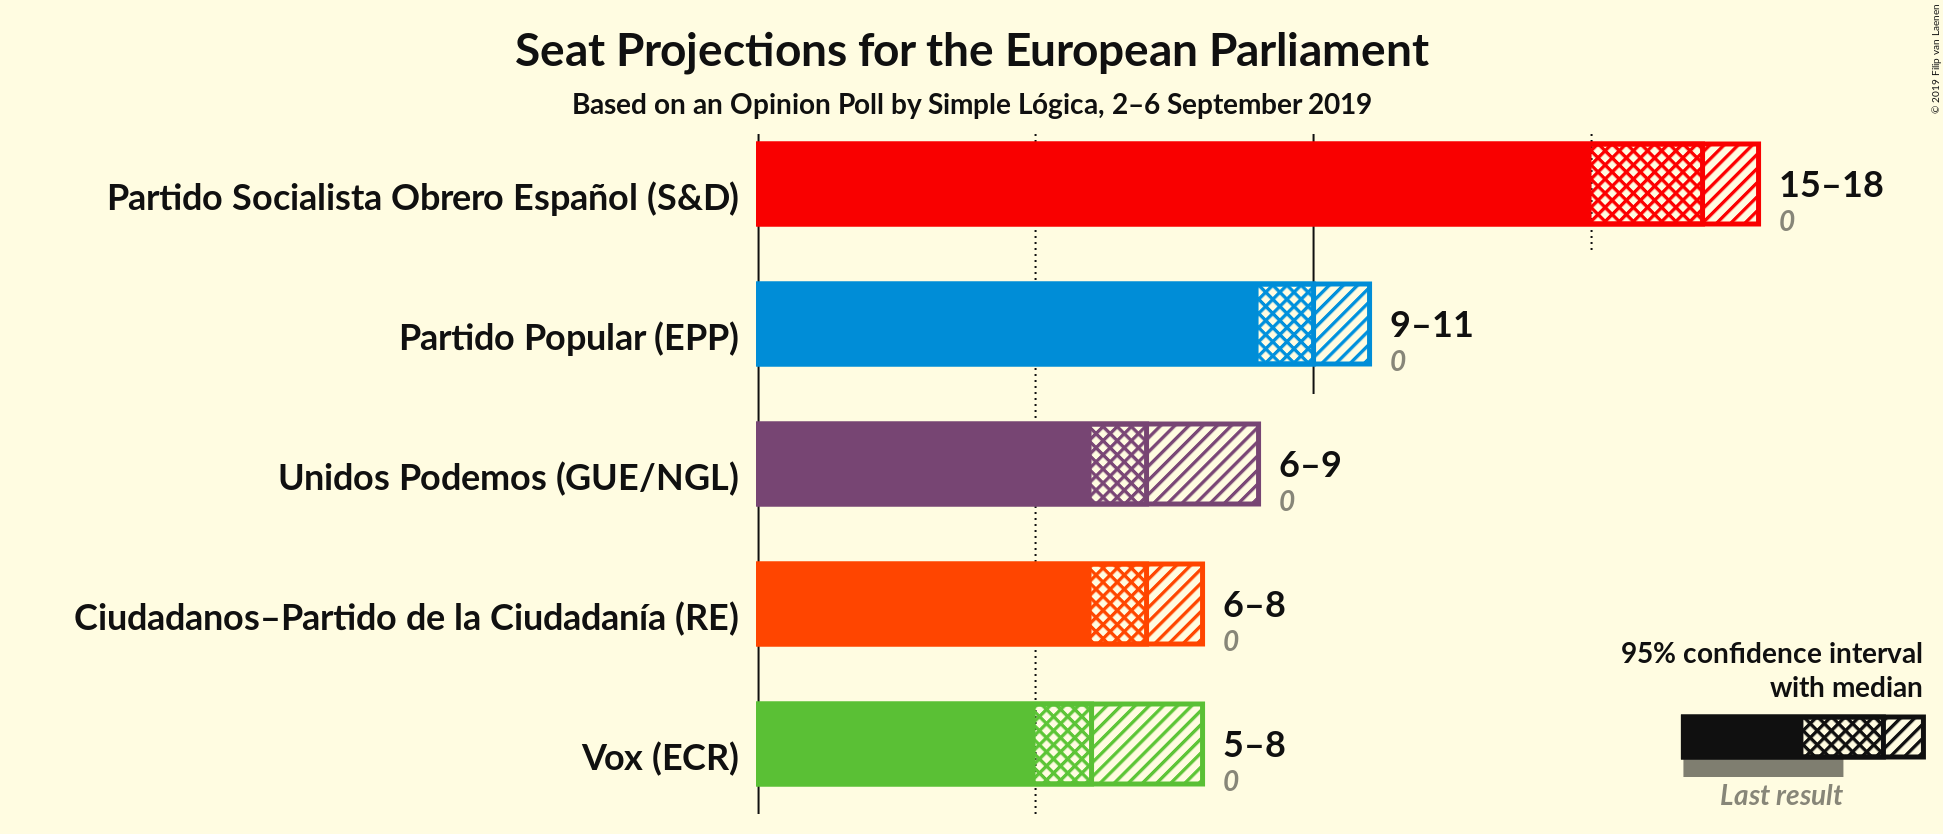 Seat Projections for the European Parliament
Based on an Opinion Poll by Simple Lógica, 2–6 September 2019
© 2019 Filip van Laenen
Partido Socialista Obrero Español (S&D)
15–18
0
Partido Popular (EPP)
9–11
0
Unidos Podemos (GUE/NGL)
6–9
0
Ciudadanos–Partido de la Ciudadanía (RE)
6–8
0
Vox (ECR)
5–8
0
95% confidence interval
with median
Last result